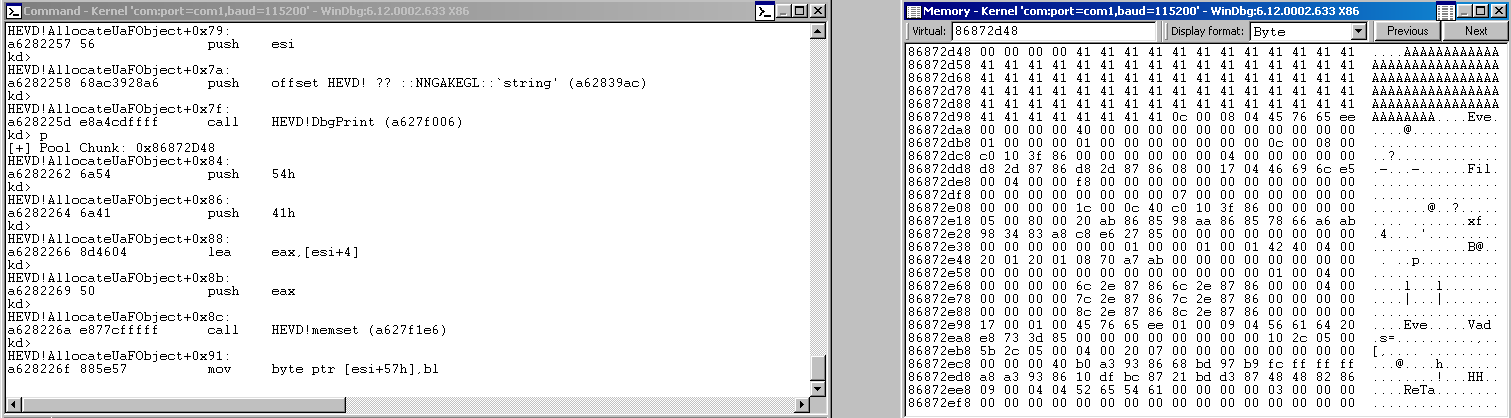 Command - Kernel 'com:port=com1,baud=115200' - WinDbg:6.12.0002.633 X86
HEVD!AllocateUaFObject+0x79:
a6282257 56 push esi
kd>
HEVD!AllocateUaFObject+0x7a:
a6282258 68ac3928a6 push offset HEVD! ?? ::NNGAKEGL::`string' (a62839ac)
kd>
HEVD!AllocateUaFObject+0x7f:
a628225d e8a4cdffff call HEVD!DbgPrint (a627f006)
kd> p
[+] Pool Chunk: 0x86872D48
HEVD!AllocateUaFObject+0x84:
a6282262 6a54 push 54h
kd>
HEVD!AllocateUaFObject+0x86:
a6282264 6a41 push 41h
kd>
HEVD!AllocateUaFObject+0x88:
a6282266 8d4604 lea eax,[esi+4]
kd>
HEVD!AllocateUaFObject+0x8b:
a6282269 50 push eax
kd>
HEVD!AllocateUaFObject+0x8c:
a628226a e877cfffff call HEVD!memset (a627f1e6)
kd>
HEVD!AllocateUaFObject+0x91:
a628226f 885e57 mov byte ptr [esi+57h],bl
Memory - Kernel 'com:port=com1,baud=115200' - WinDbg:6.12.0002.633 X86
Virtual: 86872d48 Display format: Byte Previous Next
86872d48 00 00 00 00 41 41 41 41 41 41 41 41 41 41 41 41 ....AAAAAAAAAAAA
86872d58 41 41 41 41 41 41 41 41 41 41 41 41 41 41 41 41 AAAAAAAAAAAAAAAA
86872d68 41 41 41 41 41 41 41 41 41 41 41 41 41 41 41 41 AAAAAAAAAAAAAAAA
86872d78 41 41 41 41 41 41 41 41 41 41 41 41 41 41 41 41 AAAAAAAAAAAAAAAA
86872d88 41 41 41 41 41 41 41 41 41 41 41 41 41 41 41 41 AAAAAAAAAAAAAAAA
86872d98 41 41 41 41 41 41 41 41 0c 00 08 04 45 76 65 ee AAAAAAAA....Eve.
86872da8 00 00 00 00 40 00 00 00 00 00 00 00 00 00 00 00 ....@...........
86872db8 01 00 00 00 01 00 00 00 00 00 00 00 0c 00 08 00 ................
86872dc8 c0 10 3f 86 00 00 00 00 00 00 04 00 00 00 00 00 ..?.............
86872dd8 d8 2d 87 86 d8 2d 87 86 08 00 17 04 46 69 6c e5 .-...-......Fil.
86872de8 00 04 00 00 f8 00 00 00 00 00 00 00 00 00 00 00 ................
86872df8 00 00 00 00 00 00 00 00 07 00 00 00 00 00 00 00 ................
86872e08 00 00 00 00 1c 00 0c 40 c0 10 3f 86 00 00 00 00 .......@..?.....
86872e18 05 00 80 00 20 ab 86 85 98 aa 86 85 78 66 a6 ab .... .......xf..
86872e28 98 34 83 a8 c8 e6 27 85 00 00 00 00 00 00 00 00 .4....'.........
86872e38 00 00 00 00 00 00 01 00 00 01 00 01 42 40 04 00 ............B@..
86872e48 20 01 20 01 08 70 a7 ab 00 00 00 00 00 00 00 00 . ..p..........
86872e58 00 00 00 00 00 00 00 00 00 00 00 00 01 00 04 00 ................
86872e68 00 00 00 00 6c 2e 87 86 6c 2e 87 86 00 00 04 00 ....l...l.......
86872e78 00 00 00 00 7c 2e 87 86 7c 2e 87 86 00 00 00 00 ....|...|.......
86872e88 00 00 00 00 8c 2e 87 86 8c 2e 87 86 00 00 00 00 ................
86872e98 17 00 01 00 45 76 65 ee 01 00 09 04 56 61 64 20 ....Eve.....Vad
86872ea8 e8 73 3d 85 00 00 00 00 00 00 00 00 10 2c 05 00 .s=..........,..
86872eb8 5b 2c 05 00 04 00 20 07 00 00 00 00 00 00 00 00 [,.... .........
86872ec8 00 00 00 40 b0 a3 93 86 68 bd 97 b9 fc ff ff ff ...@....h.......
86872ed8 a8 a3 93 86 10 df bc 87 21 bd d3 87 48 48 82 86 ........!...HH..
86872ee8 09 00 04 04 52 65 54 61 00 00 00 00 03 00 00 00 ....ReTa........
86872ef8 00 00 00 00 00 00 00 00 00 00 00 00 00 00 00 00 ................